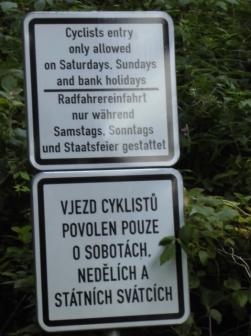 Cyclists entry
only allowed
on Saturdays, Sundays
and bank holidays
Radfahrereinfahrt
nur während
Samstags, Sonntags
und Staatsfeier gestattet
VJEZD CYKLISTŮ
POVOLEN POUZE
O SOBOTÁCH,
NEDĚLÍCH A
STÁTNÍCH SVÁTCÍCH